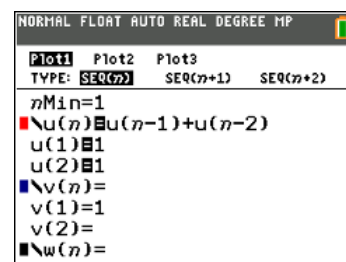 NORMAL FLOAT AUTO REAL DEGREE MP
Plot1 Plot2 Plot3
TYPE: SEQ(n) SEQ(n+1) SEQ(n+2)
nMin=1
\u(n)=u(n-1)+u(n-2)
u(1)=1
u(2)=1
\v(n)=
v(1)=1
v(2)=
\w(n)=